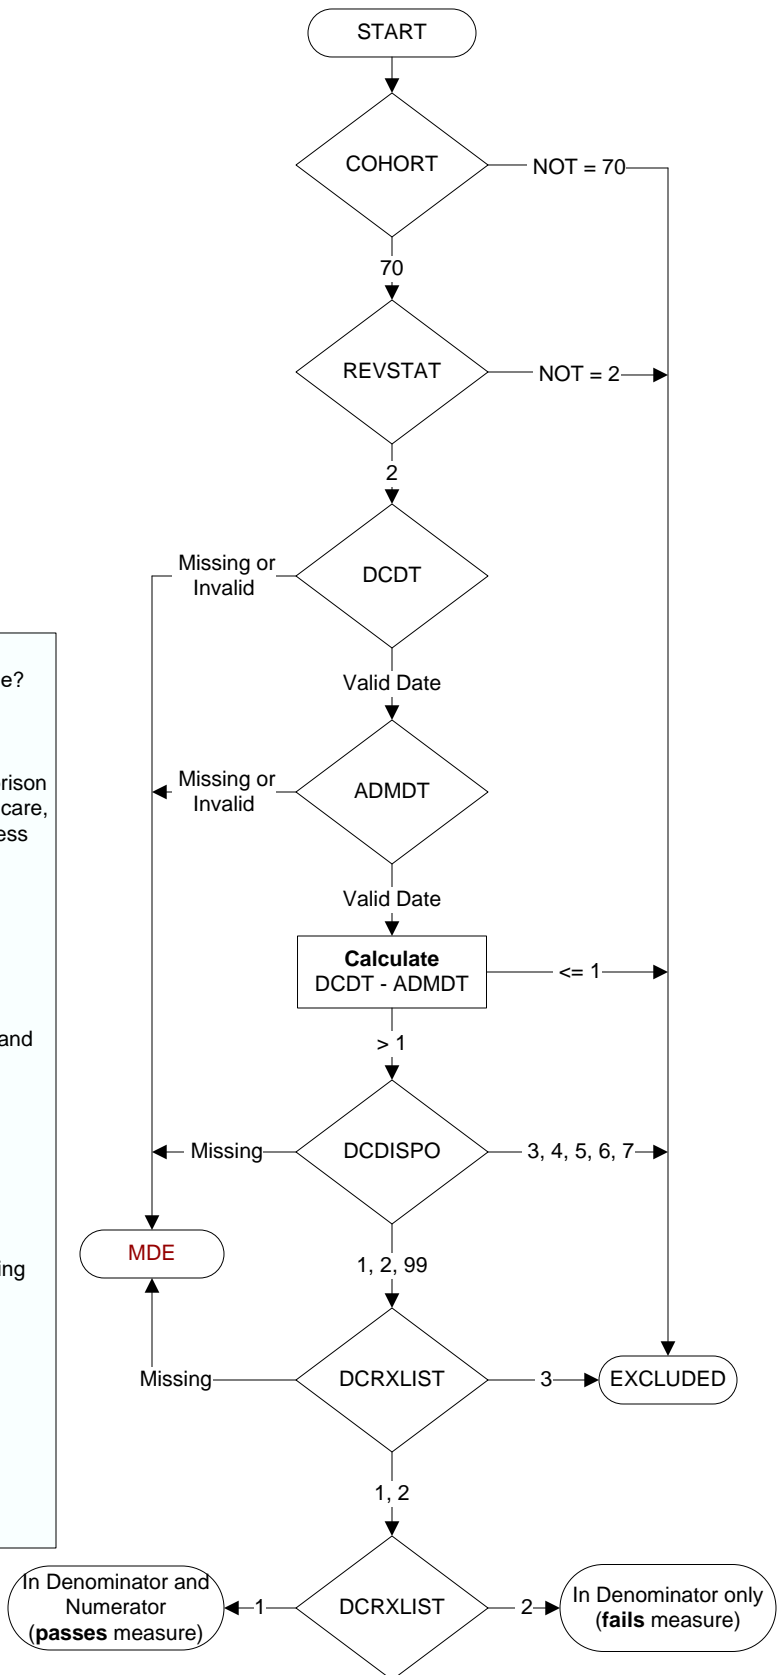 START
COHORT
NOT = 70
70
REVSTAT
NOT = 2
2
Missing or
Invalid
DCDT
Valid Date
Missing or
Invalid
ADMDT
Valid Date
Calculate
DCDT - ADMDT
<= 1
> 1
Missing
DCDISPO
3, 4, 5, 6, 7
MDE
1, 2, 99
Missing
DCRXLIST
3
EXCLUDED
1, 2
In Denominator and
Numerator
(passes measure)
1
DCRXLIST
2
In Denominator only
(fails measure)
e?
care,
and